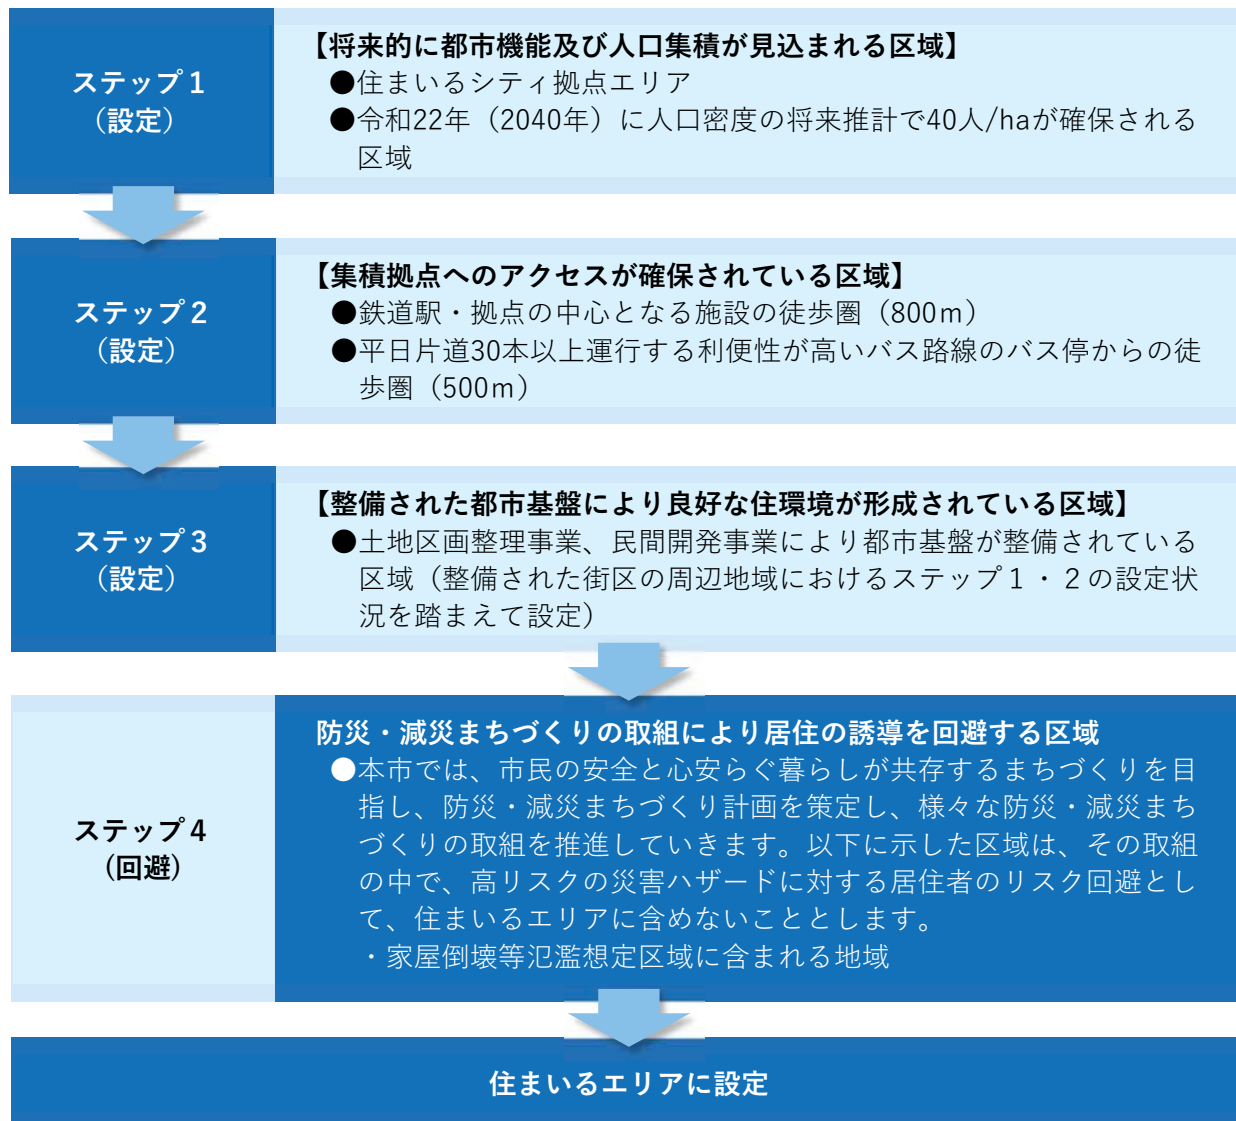 ステップ１
（設定）
【将来的に都市機能及び人口集積が見込まれる区域】
●住まいるシティ拠点エリア
●令和22年（2040年）に人口密度の将来推計で40人/haが確保される
区域
ステップ２
（設定）
【集積拠点へのアクセスが確保されている区域】
●鉄道駅・拠点の中心となる施設の徒歩圏（800ｍ）
●平日片道30本以上運行する利便性が高いバス路線のバス停からの徒
歩圏（500ｍ）
ステップ３
（設定）
【整備された都市基盤により良好な住環境が形成されている区域】
●土地区画整理事業、民間開発事業により都市基盤が整備されている
区域（整備された街区の周辺地域におけるステップ１・２の設定状
況を踏まえて設定）
ステップ４
(回避)
防災・減災まちづくりの取組により居住の誘導を回避する区域
●本市では、市民の安全と心安らぐ暮らしが共存するまちづくりを目
指し、防災・減災まちづくり計画を策定し、様々な防災・減災まち
づくりの取組を推進していきます。以下に示した区域は、その取組
の中で、高リスクの災害ハザードに対する居住者のリスク回避とし
て、住まいるエリアに含めないこととします。
・家屋倒壊等氾濫想定区域に含まれる地域
住まいるエリアに設定